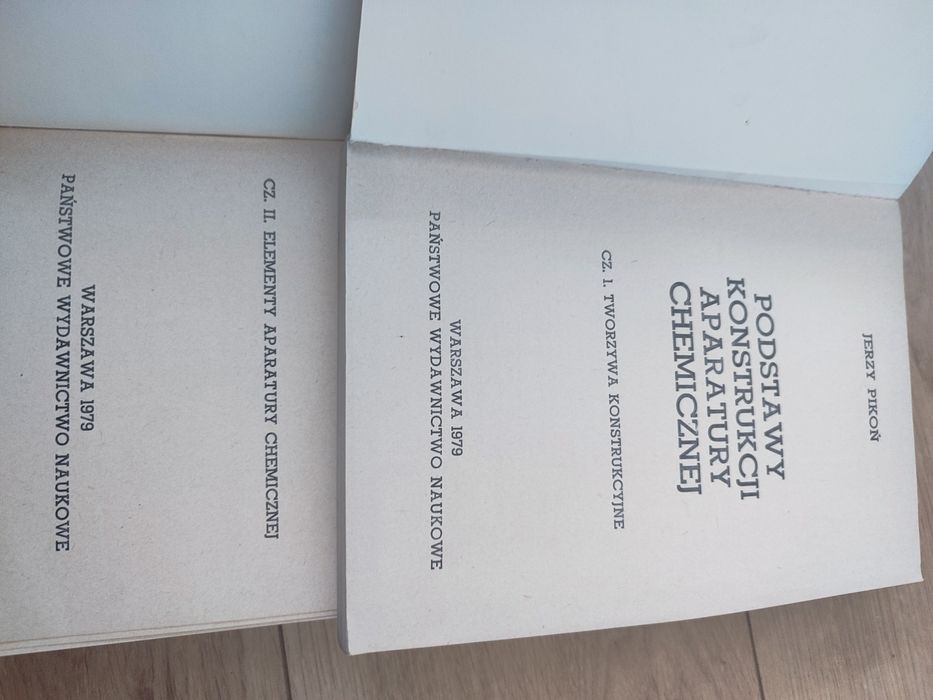 JERZY PIKOŃ
PODSTAWY
KONSTRUKCJI
APARATURY
CHEMICZNEJ
CZ. I. TWORZYWA KONSTRUKCYJNE
WARSZAWA 1979
PAŃSTWOWE WYDAWNICTWO NAUKOWE
CZ. II. ELEMENTY APARATURY CHEMICZNEJ
WARSZAWA 1979
PAŃSTWOWE WYDAWNICTWO NAUKOWE